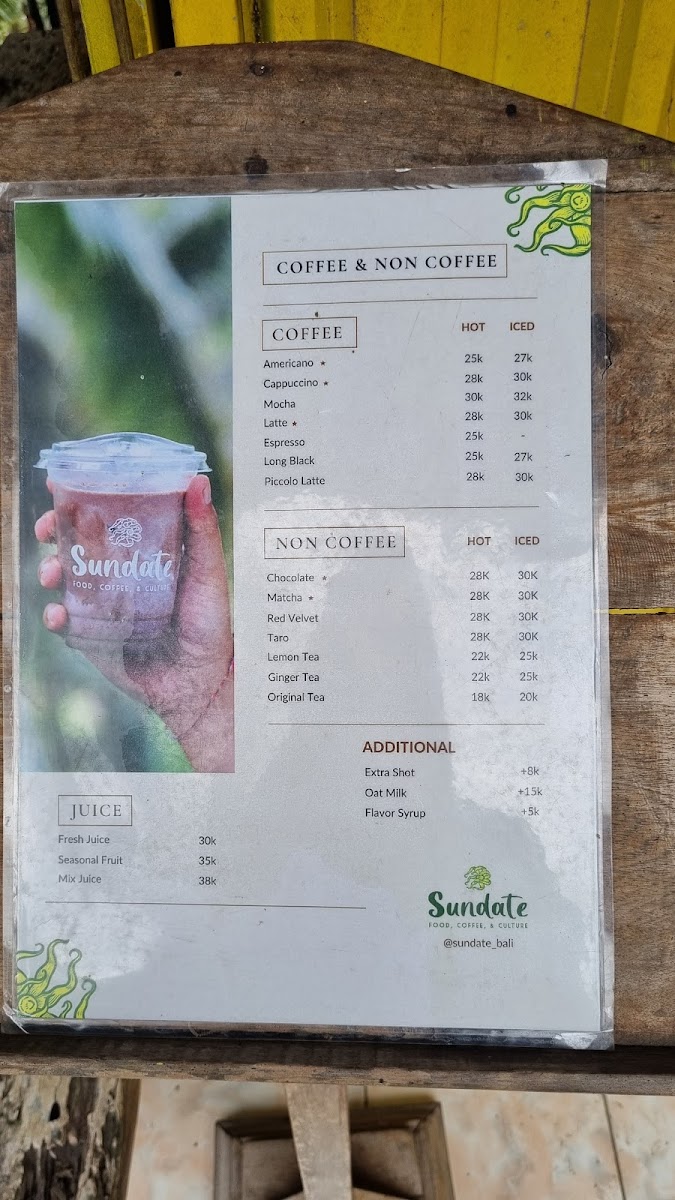 COFFEE & NON COFFEE
COFFEE HOT ICED
Americano ★ 25k 27k
Cappuccino ★ 28k 30k
Mocha 30k 32k
Latte ★ 28k 30k
Espresso 25k -
Long Black 25k 27k
Piccolo Latte 28k 30k
NON COFFEE HOT ICED
Chocolate ★ 28K 30K
Matcha ★ 28K 30K
Red Velvet 28K 30K
Taro 28K 30K
Lemon Tea 22k 25k
Ginger Tea 22k 25k
Original Tea 18k 20k
ADDITIONAL
Extra Shot +8k
Oat Milk +15k
Flavor Syrup +5k
Sundate
FOOD, COFFEE, & CULTURE
JUICE
Fresh Juice 30k
Seasonal Fruit 35k
Mix Juice 38k
Sundate
FOOD, COFFEE, & CULTURE
@sundate_bali